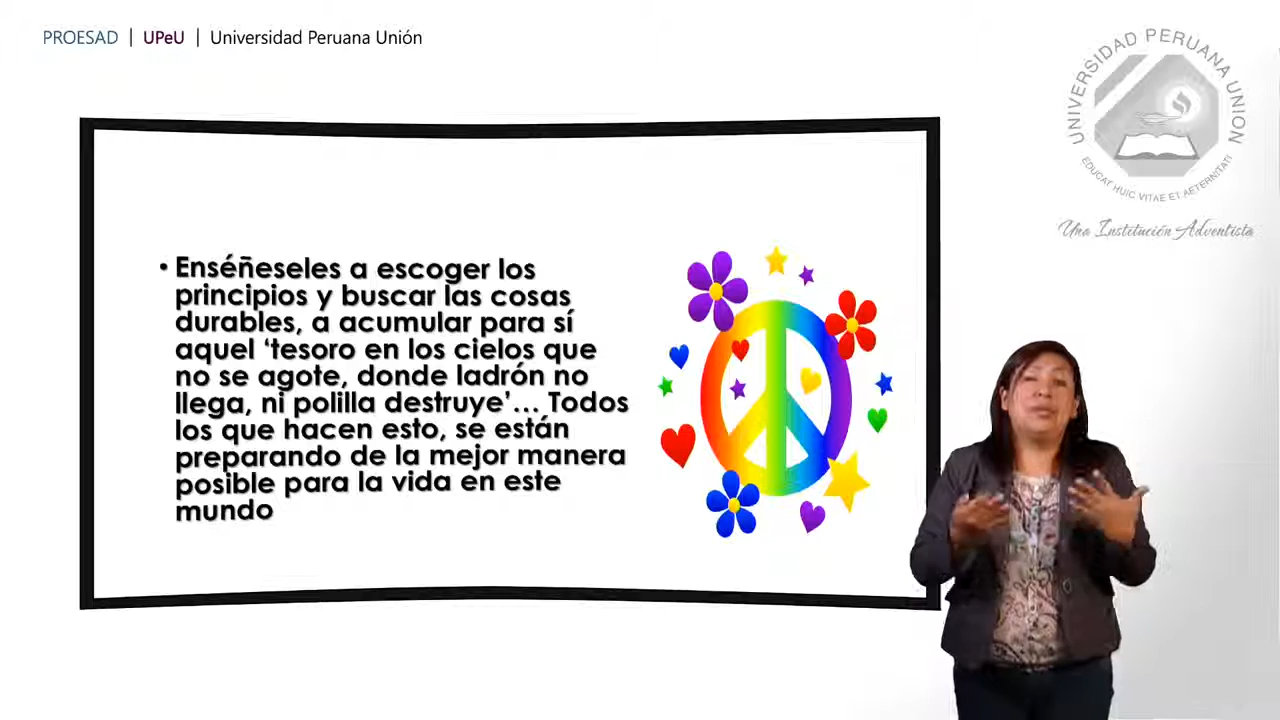 PROESAD | UPeU | Universidad Peruana Unión
UNIVERSIDAD PERUANA UNION
EDUCAT HUIC VITAE ET AETERNITATI
Una Institución Adventista
• Enséñeseles a escoger los
principios y buscar las cosas
durables, a acumular para sí
aquel ‘tesoro en los cielos que
no se agote, donde ladrón no
llega, ni polilla destruye’... Todos
los que hacen esto, se están
preparando de la mejor manera
posible para la vida en este
mundo